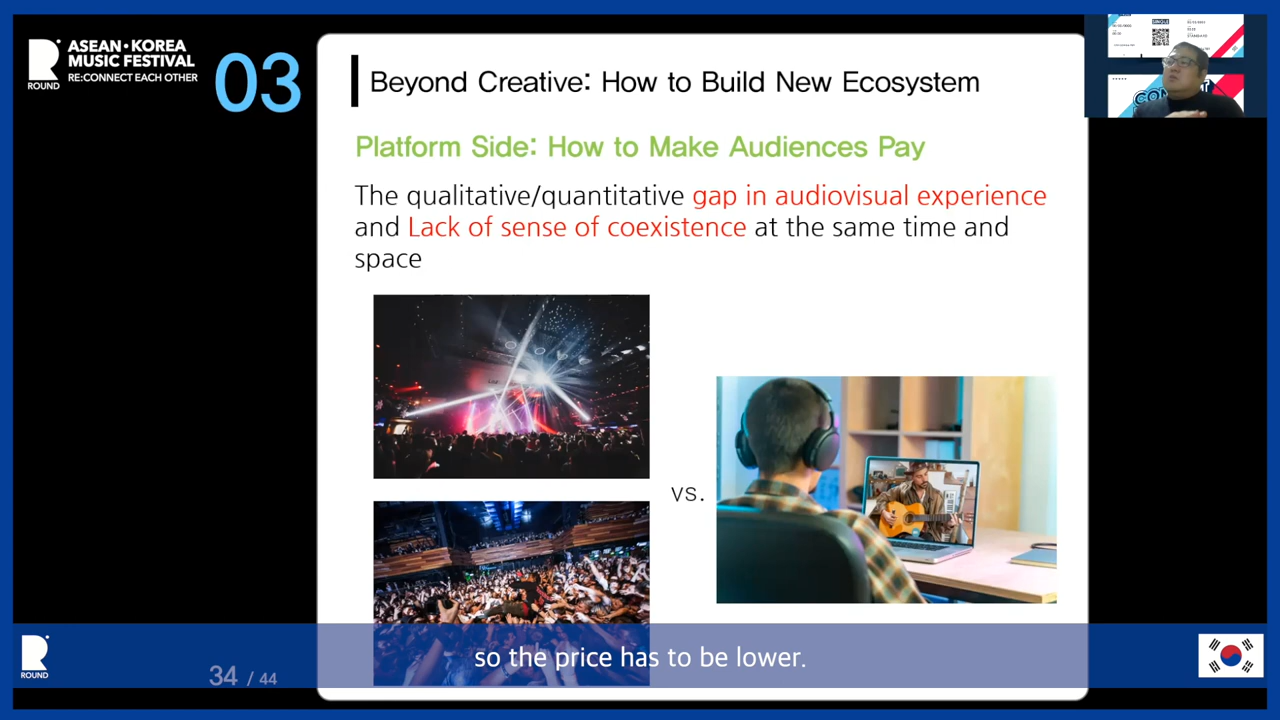 ROUND
ASEAN•KOREA
MUSIC FESTIVAL
RE:CONNECT EACH OTHER
03
Beyond Creative: How to Build New Ecosystem
Platform Side: How to Make Audiences Pay
The qualitative/quantitative gap in audiovisual experience
and Lack of sense of coexistence at the same time and
space
vs.
so the price has to be lower.
ROUND
34 / 44